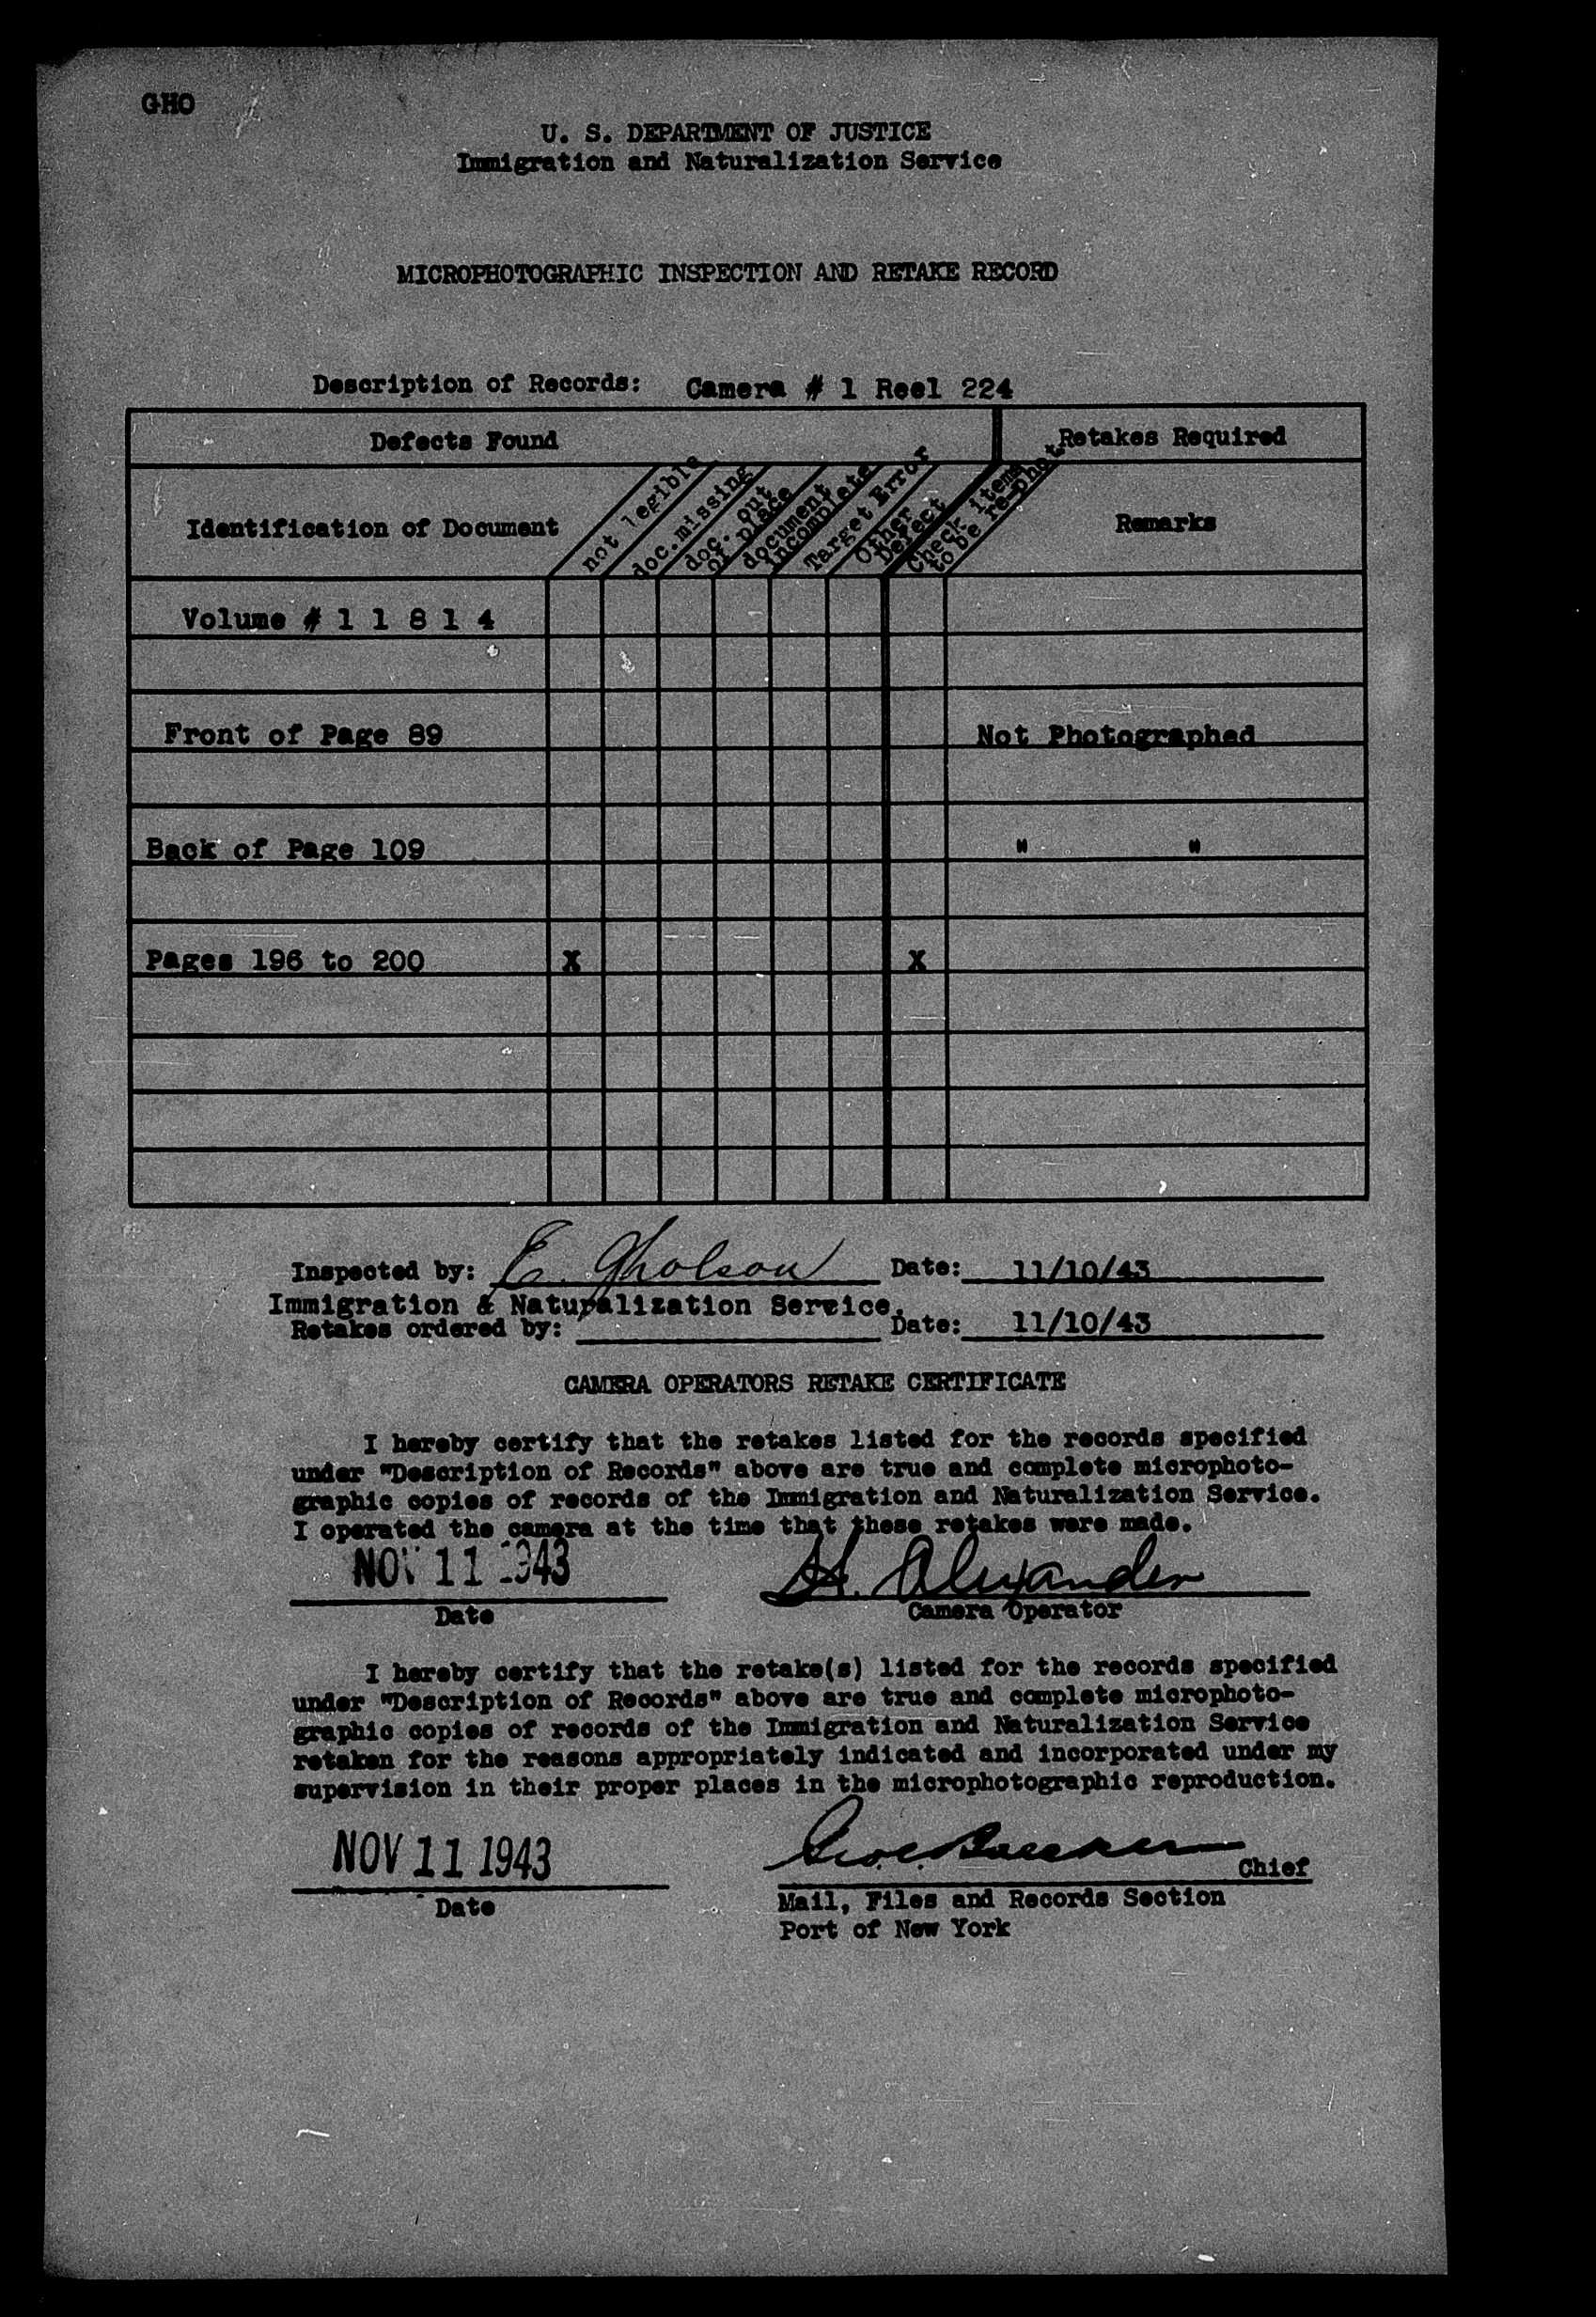 GHO
U. S. DEPARTMENT OF JUSTICE
Immigration and Naturalization Service
MICROPHOTOGRAPHIC INSPECTION AND RETAKE RECORD
Description of Records: Camera # 1 Reel 224
Defects Found
Retakes Required
Identification of Document
not legible
doc. missing
doc. out of place
document incomplete
Target Error
Other Defect
Check items to be re-phot.
Remarks
Volume # 1 1 8 1 4
Front of Page 89 Not Photographed
Back of Page 109 " "
Pages 196 to 200 X X
Inspected by: E. Gholson Date: 11/10/43
Immigration & Naturalization Service.
Retakes ordered by: Date: 11/10/43
CAMERA OPERATORS RETAKE CERTIFICATE
I hereby certify that the retakes listed for the records specified
under "Description of Records" above are true and complete microphoto-
graphic copies of records of the Immigration and Naturalization Service.
I operated the camera at the time that these retakes were made.
NOV 11 1943 H. Alexander
Date Camera Operator
I hereby certify that the retake(s) listed for the records specified
under "Description of Records" above are true and complete microphoto-
graphic copies of records of the Immigration and Naturalization Service
retaken for the reasons appropriately indicated and incorporated under my
supervision in their proper places in the microphotographic reproduction.
NOV 11 1943 Chief
Date Mail, Files and Records Section
Port of New York